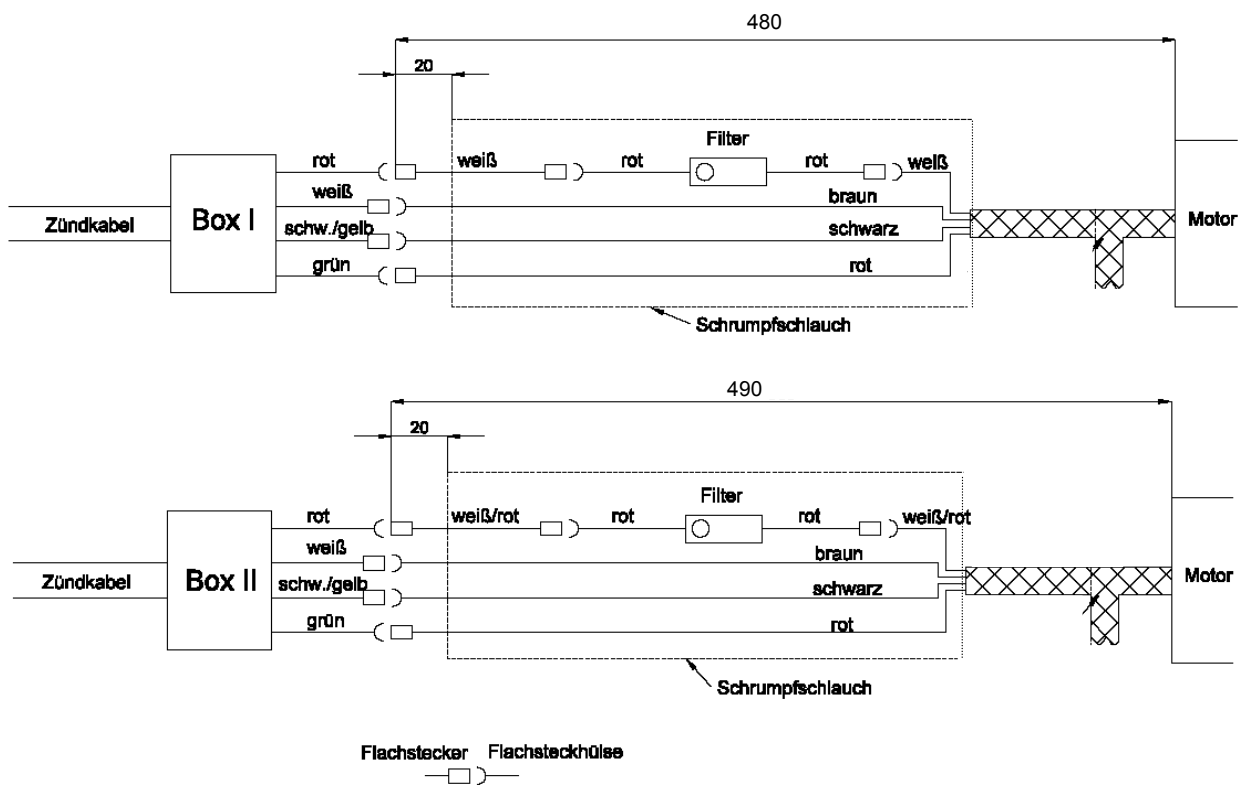 480
20
Filter
rot weiß rot rot weiß
weiß braun
Zündkabel Box I schw./gelb schwarz Motor
grün rot
Schrumpfschlauch
490
20
Filter
rot weiß/rot rot rot weiß/rot
weiß braun
Zündkabel Box II schw./gelb schwarz Motor
grün rot
Schrumpfschlauch
Flachstecker Flachsteckhülse